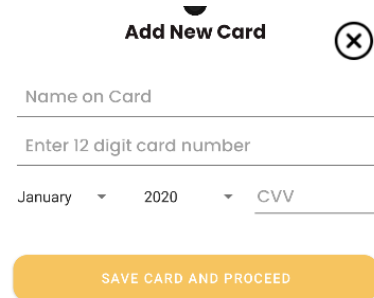 Add New Card
Name on Card
Enter 12 digit card number
January 2020 CVV
SAVE CARD AND PROCEED